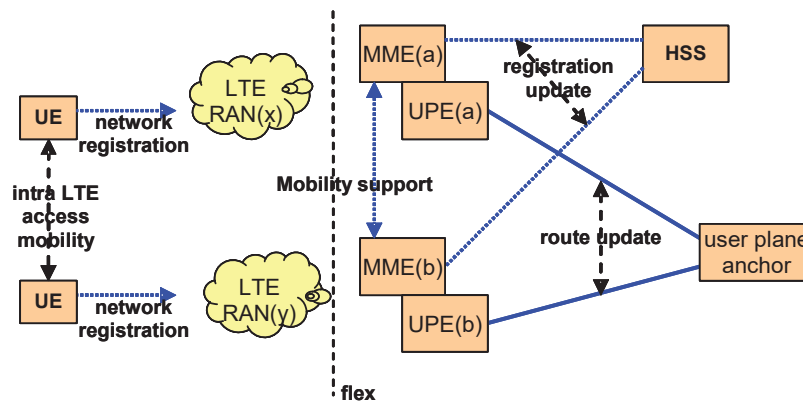 MME(a)
HSS
LTE
RAN(x)
registration
update
UE
network
registration
UPE(a)
intra LTE
access
mobility
Mobility support
route update
user plane
anchor
MME(b)
LTE
RAN(y)
UE
network
registration
UPE(b)
flex